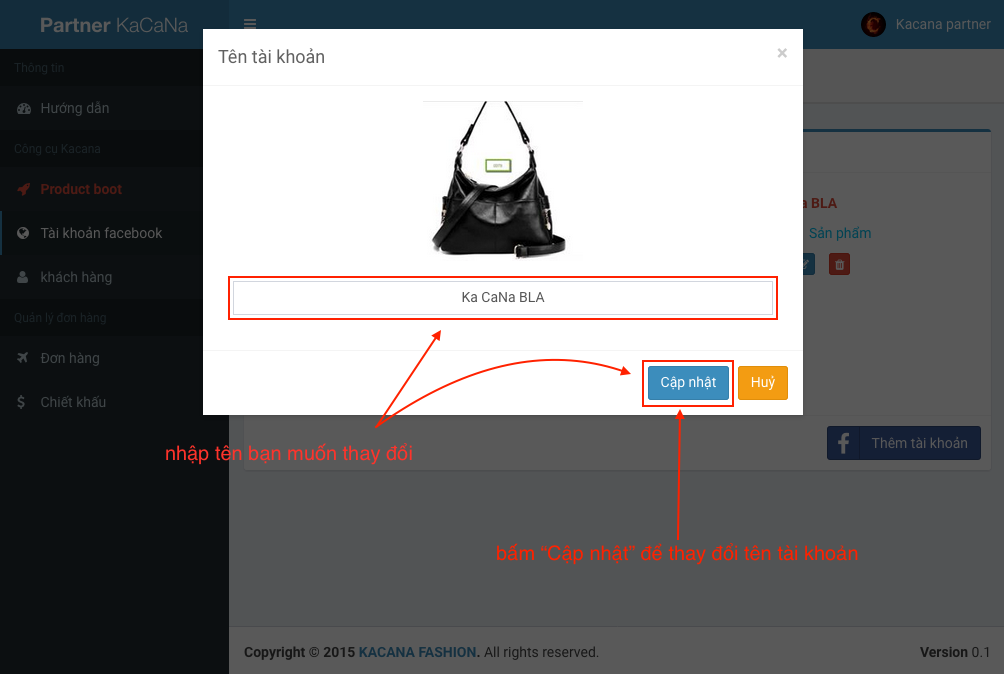 Partner KaCaNa
Kacana partner
Tên tài khoản
×
Thông tin
Hướng dẫn
Công cụ Kacana
Product boot
Tài khoản facebook
khách hàng
Quản lý đơn hàng
Đơn hàng
Chiết khấu
a BLA
Sản phẩm
Ka CaNa BLA
Cập nhật
Huỷ
nhập tên bạn muốn thay đổi
Thêm tài khoản
bấm “Cập nhật” để thay đổi tên tài khoản
Copyright © 2015 KACANA FASHION. All rights reserved.
Version 0.1